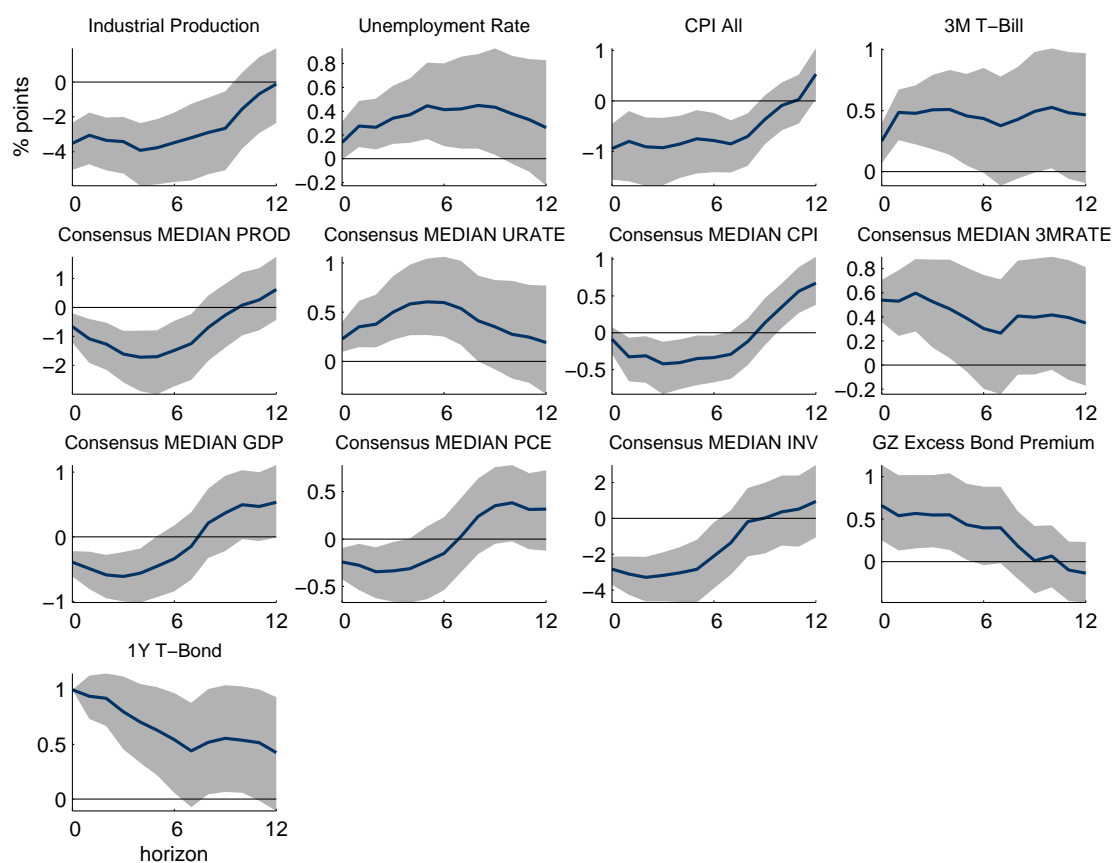 Industrial Production
Unemployment Rate
CPI All
3M T−Bill
% points
0
−2
−4
0.8
0.6
0.4
0.2
0
−0.2
1
0
−1
1
0.5
0
0 6 12
0 6 12
0 6 12
0 6 12
Consensus MEDIAN PROD
Consensus MEDIAN URATE
Consensus MEDIAN CPI
Consensus MEDIAN 3MRATE
1
0
−1
−2
1
0.5
0
1
0.5
0
−0.5
0.8
0.6
0.4
0.2
0
−0.2
0 6 12
0 6 12
0 6 12
0 6 12
Consensus MEDIAN GDP
Consensus MEDIAN PCE
Consensus MEDIAN INV
GZ Excess Bond Premium
1
0
−1
0.5
0
−0.5
2
0
−2
−4
1
0.5
0
0 6 12
0 6 12
0 6 12
0 6 12
1Y T−Bond
1
0.5
0
0 6 12
horizon